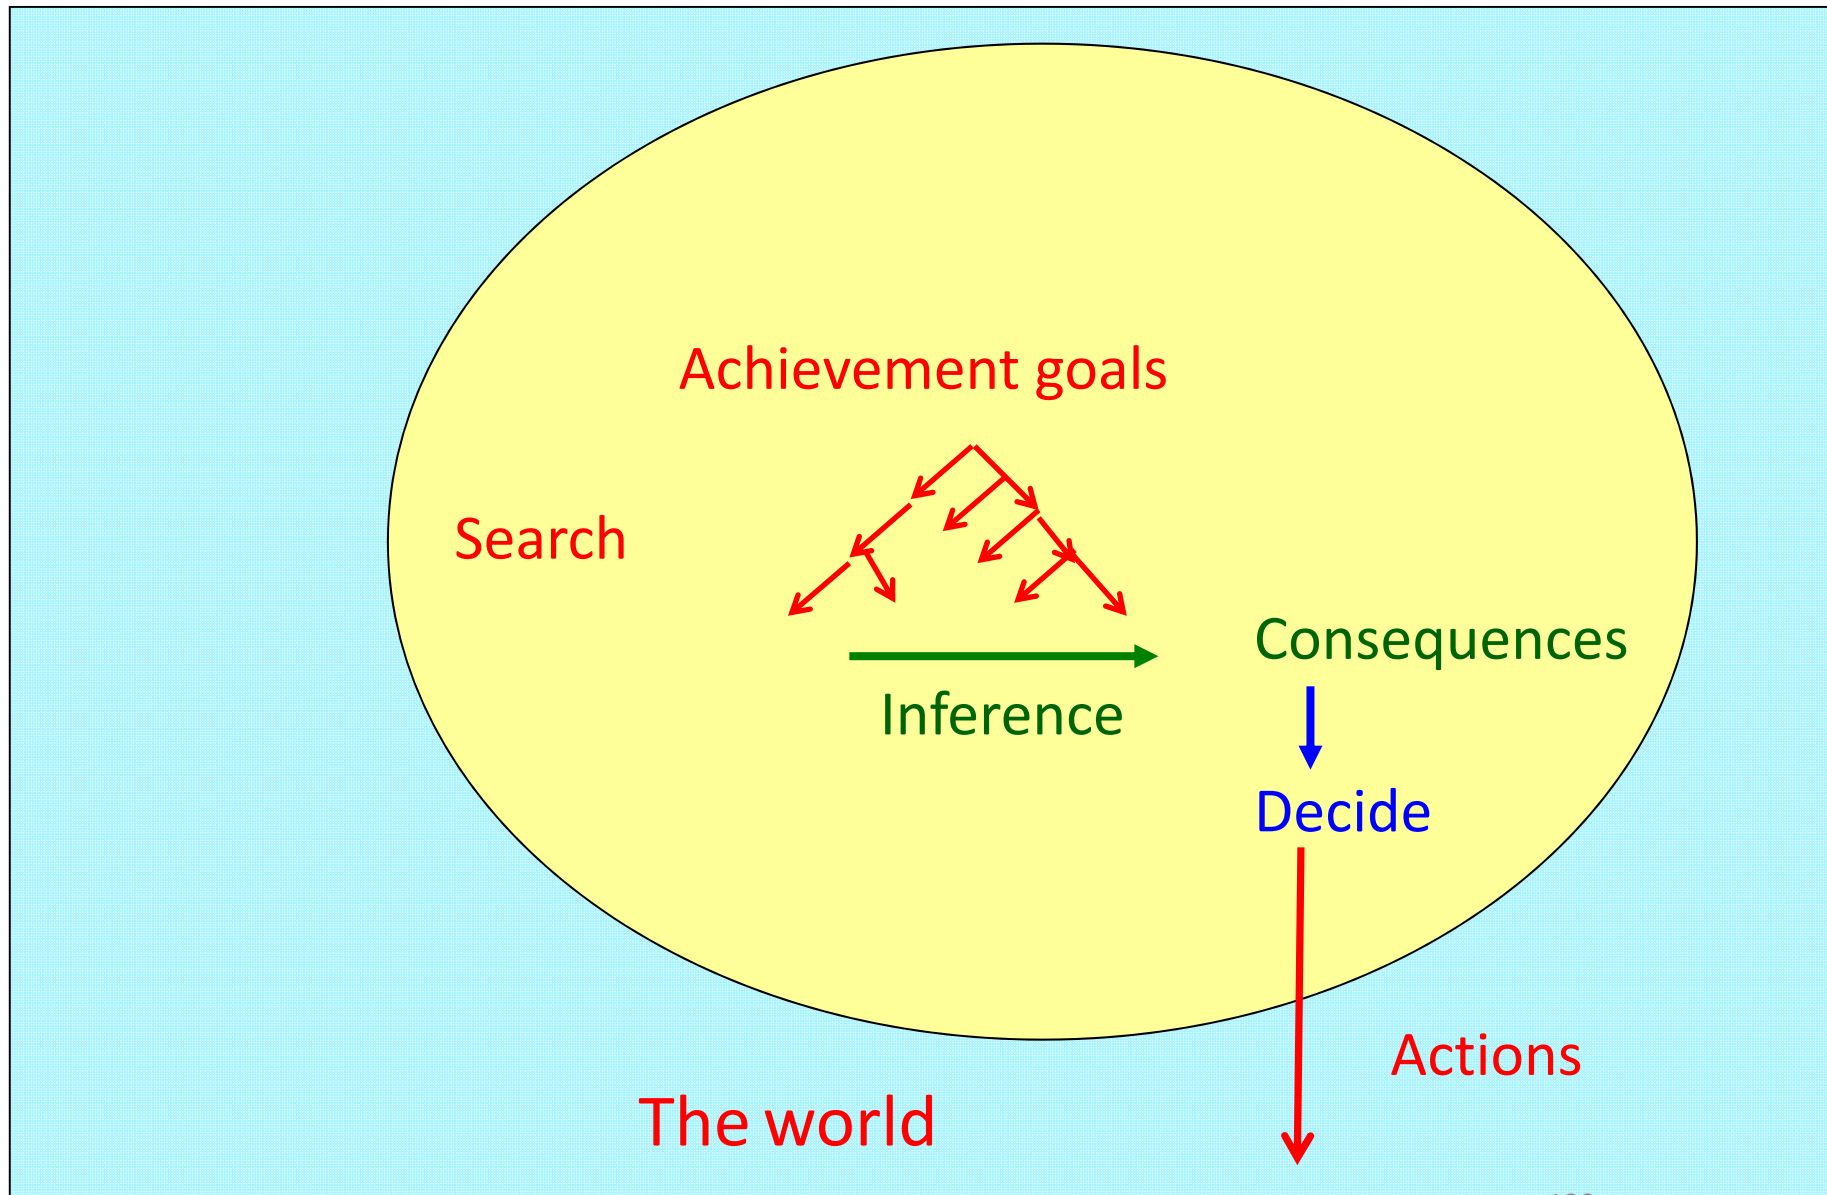 Achievement goals
Search
Consequences
Inference
Decide
Actions
The world